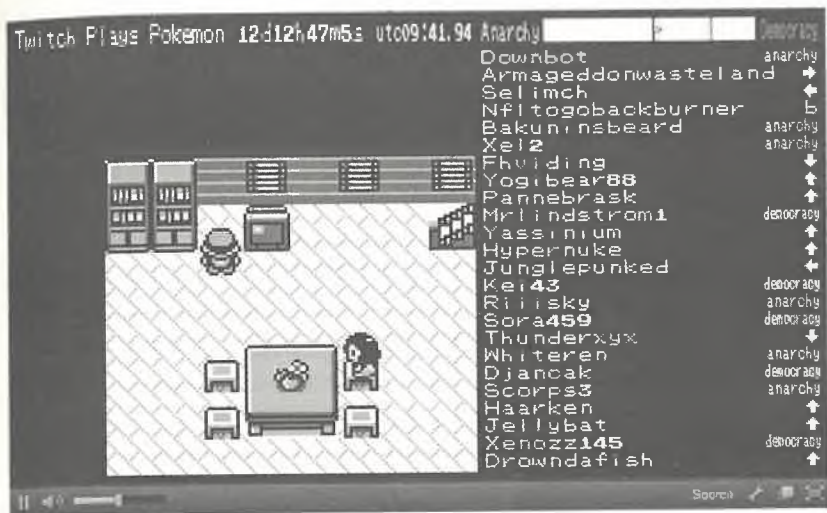 Twitch Plays Pokemon 12d12h47m5s utc09:41.94 Anarchy Democracy
Downbot anarchy
Armageddonwasteland ➡
Selimch ⬅
Nfltogobackburner b
Bakuninsbeard anarchy
Xel2 anarchy
Fhviding ⬇
Yogibear88 ⬆
Pannebrask ⬆
Mrlindstrom1 democracy
Yassinium ⬆
Hypernuke ⬆
Junglepunked ⬅
Kei43 democracy
Riiisky anarchy
Sora459 democracy
Thunderxyx ⬇
Whiteren anarchy
Djancak democracy
Scorps3 anarchy
Haarken ⬆
Jellybat ⬆
Xenozz145 democracy
Drowndafish ⬆